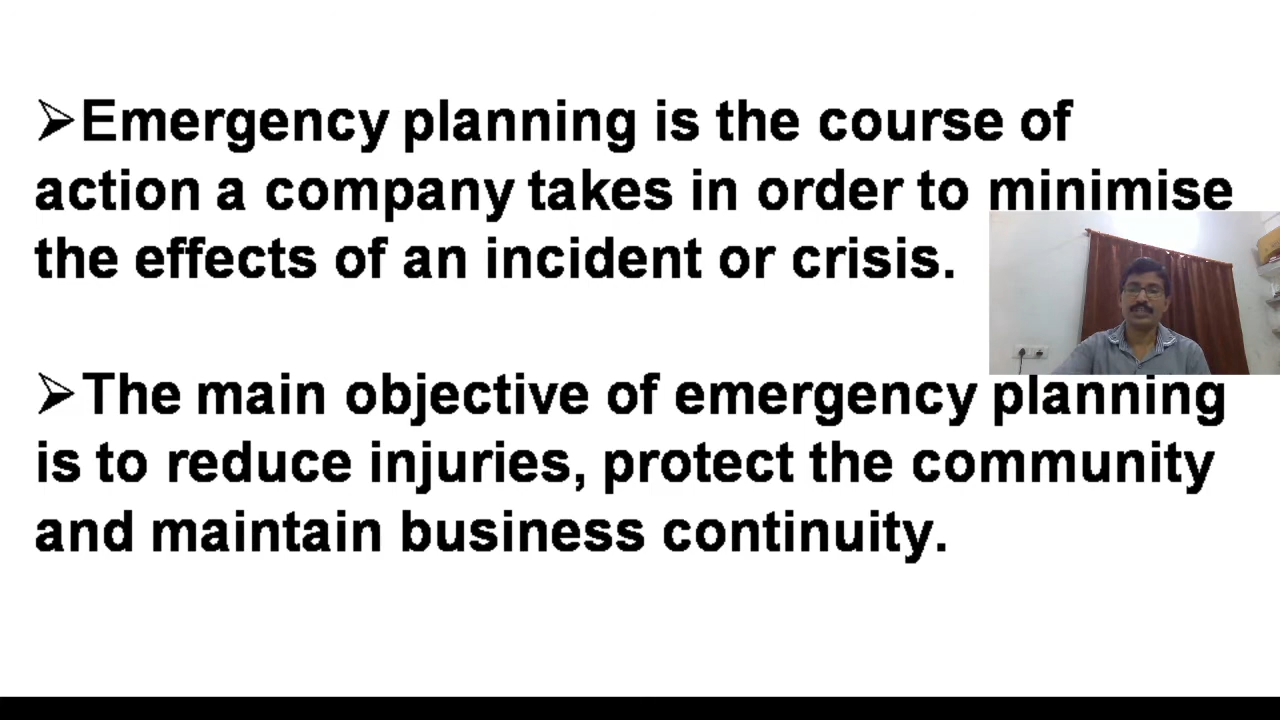 ➢Emergency planning is the course of
action a company takes in order to minimise
the effects of an incident or crisis.
➢The main objective of emergency planning
is to reduce injuries, protect the community
and maintain business continuity.